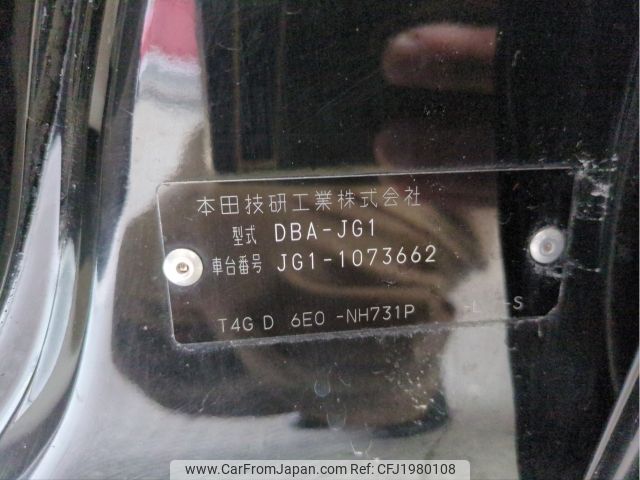 本田技研工業株式会社
型式 DBA-JG1
車台番号 JG1-1073662
T4G D 6E0 -NH731P -L -S
www.CarFromJapan.com Ref No:CFJ1980108